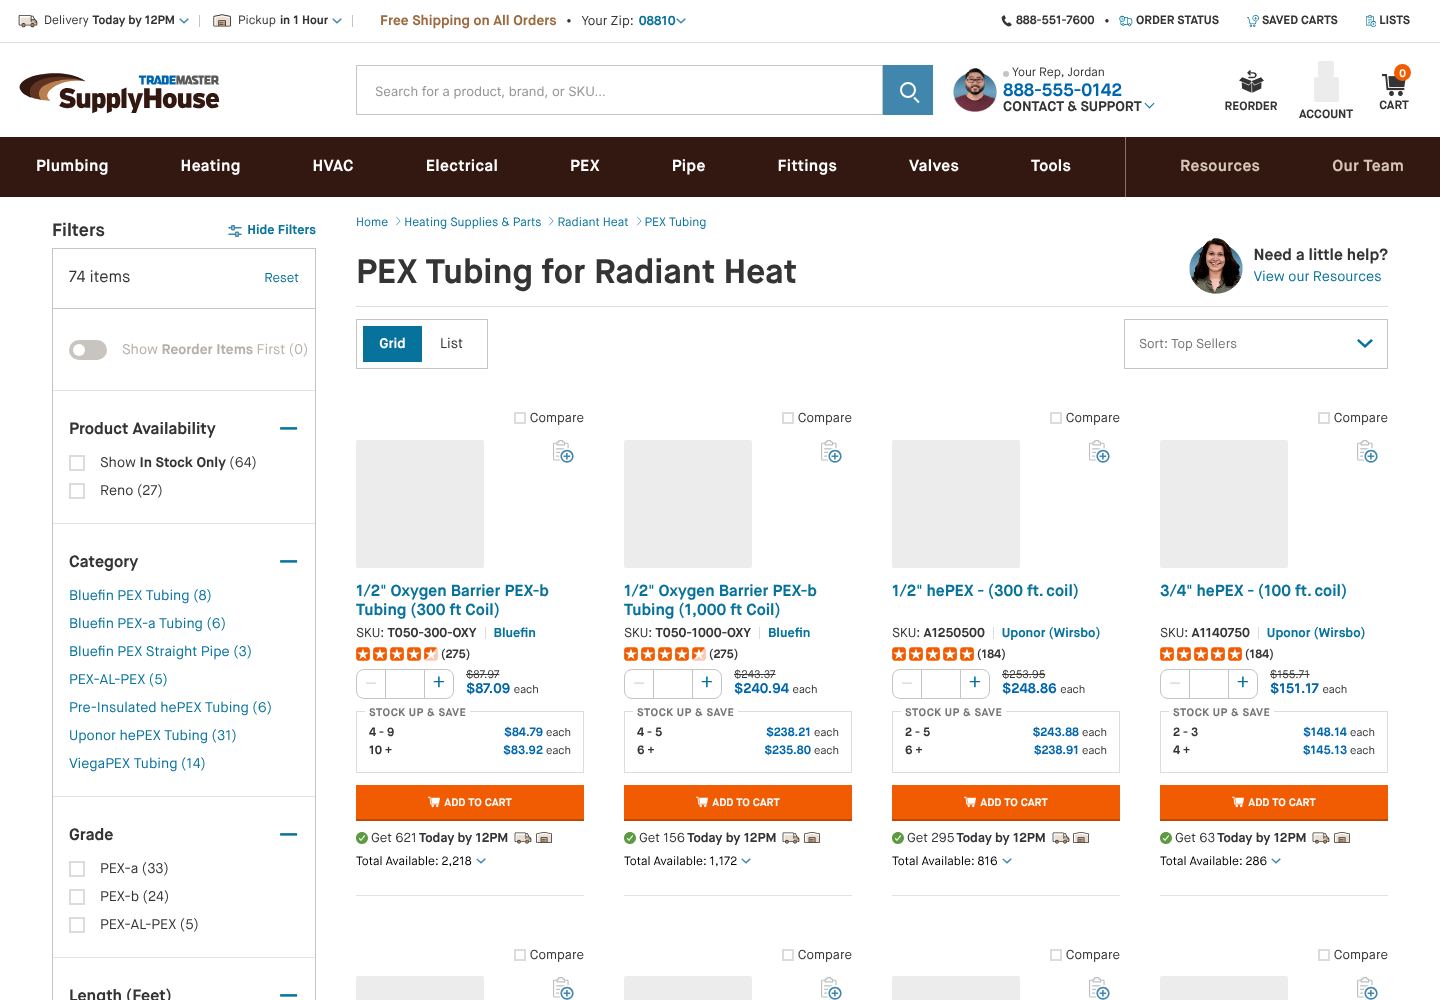 Delivery Today by 12PM
Pickup in 1 Hour
Free Shipping on All Orders • Your Zip: 08810
888-551-7600 •
ORDER STATUS
SAVED CARTS
LISTS
TRADEMASTER
SupplyHouse
Search for a product, brand, or SKU...
Your Rep, Jordan
888-555-0142
CONTACT & SUPPORT
REORDER
ACCOUNT
0
CART
Plumbing
Heating
HVAC
Electrical
PEX
Pipe
Fittings
Valves
Tools
Resources
Our Team
Filters
Hide Filters
74 items
Reset
Show Reorder Items First (0)
Product Availability
Show In Stock Only (64)
Reno (27)
Category
Bluefin PEX Tubing (8)
Bluefin PEX-a Tubing (6)
Bluefin PEX Straight Pipe (3)
PEX-AL-PEX (5)
Pre-Insulated hePEX Tubing (6)
Uponor hePEX Tubing (31)
ViegaPEX Tubing (14)
Grade
PEX-a (33)
PEX-b (24)
PEX-AL-PEX (5)
Length (Feet)
Home
Heating Supplies & Parts
Radiant Heat
PEX Tubing
PEX Tubing for Radiant Heat
Need a little help?
View our Resources
Grid
List
Sort: Top Sellers
Compare
1/2" Oxygen Barrier PEX-b
Tubing (300 ft Coil)
SKU: T050-300-OXY
Bluefin
(275)
$87.97
$87.09 each
STOCK UP & SAVE
4 - 9 $84.79 each
10 + $83.92 each
ADD TO CART
Get 621 Today by 12PM
Total Available: 2,218
Compare
1/2" Oxygen Barrier PEX-b
Tubing (1,000 ft Coil)
SKU: T050-1000-OXY
Bluefin
(275)
$243.37
$240.94 each
STOCK UP & SAVE
4 - 5 $238.21 each
6 + $235.80 each
ADD TO CART
Get 156 Today by 12PM
Total Available: 1,172
Compare
1/2" hePEX - (300 ft. coil)
SKU: A1250500
Uponor (Wirsbo)
(184)
$253.95
$248.86 each
STOCK UP & SAVE
2 - 5 $243.88 each
6 + $238.91 each
ADD TO CART
Get 295 Today by 12PM
Total Available: 816
Compare
3/4" hePEX - (100 ft. coil)
SKU: A1140750
Uponor (Wirsbo)
(184)
$155.71
$151.17 each
STOCK UP & SAVE
2 - 3 $148.14 each
4 + $145.13 each
ADD TO CART
Get 63 Today by 12PM
Total Available: 286
Compare
Compare
Compare
Compare